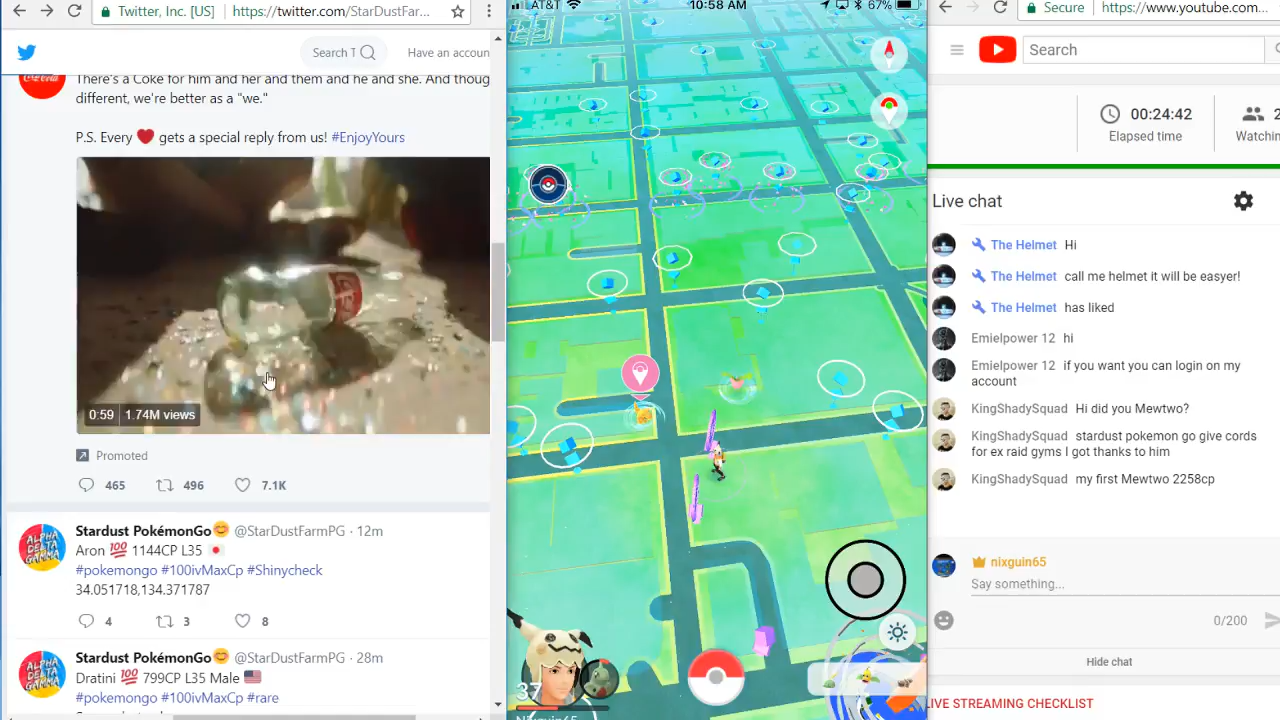 Twitter, Inc. [US]
https://twitter.com/StarDustFar...
Search T
Have an accoun
There's a Coke for him and her and them and he and she. And thoug
different, we're better as a "we."
P.S. Every ❤ gets a special reply from us! #EnjoyYours
0:59 1.74M views
Promoted
465 496 7.1K
ALPHA
DELTA
GAMMA
Stardust PokémonGo😊 @StarDustFarmPG · 12m
Aron 💯 1144CP L35 🇯🇵
#pokemongo #100ivMaxCp #Shinycheck
34.051718,134.371787
4 3 8
ALPHA
DELTA
GAMMA
Stardust PokémonGo😊 @StarDustFarmPG · 28m
Dratini 💯 799CP L35 Male 🇺🇸
#pokemongo #100ivMaxCp #rare
AT&T 10:58 AM 67%
37
Nixguin65
Secure
https://www.youtube.com...
Search
00:24:42
Elapsed time
2
Watchin
Live chat
The Helmet Hi
The Helmet call me helmet it will be easyer!
The Helmet has liked
Emielpower 12 hi
Emielpower 12 if you want you can login on my
account
KingShadySquad Hi did you Mewtwo?
KingShadySquad stardust pokemon go give cords
for ex raid gyms I got thanks to him
KingShadySquad my first Mewtwo 2258cp
nixguin65
Say something...
0/200
Hide chat
LIVE STREAMING CHECKLIST